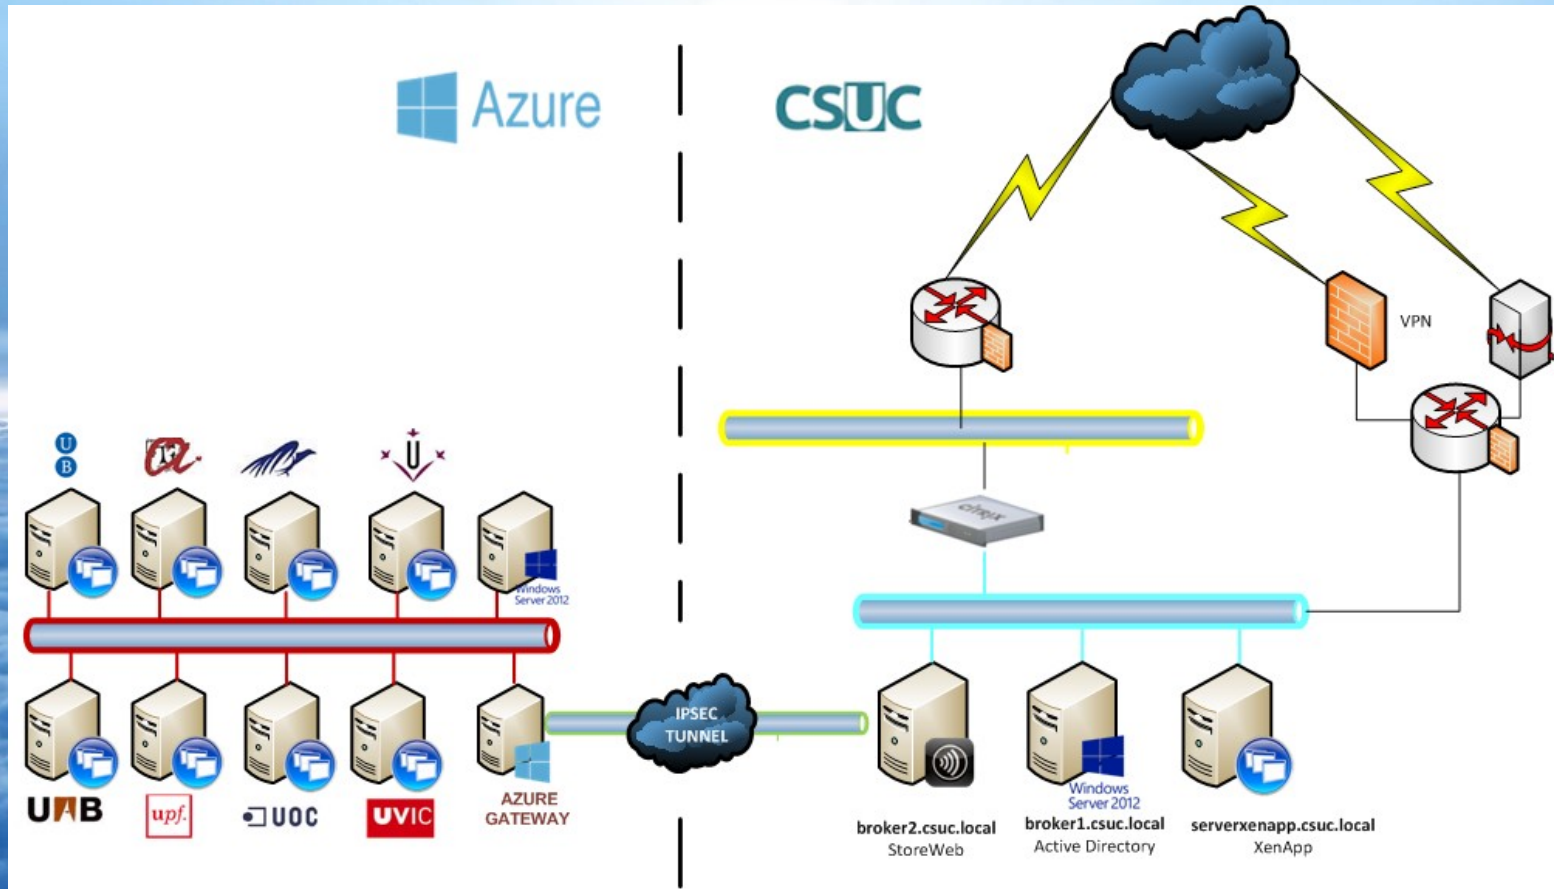 Azure
CSUC
VPN
U
B
U
citrix
Windows
Server 2012
IPSEC
TUNNEL
UAB
upf.
UOC
UVIC
AZURE
GATEWAY
Windows
Server 2012
broker2.csuc.local
StoreWeb
broker1.csuc.local
Active Directory
serverxenapp.csuc.local
XenApp